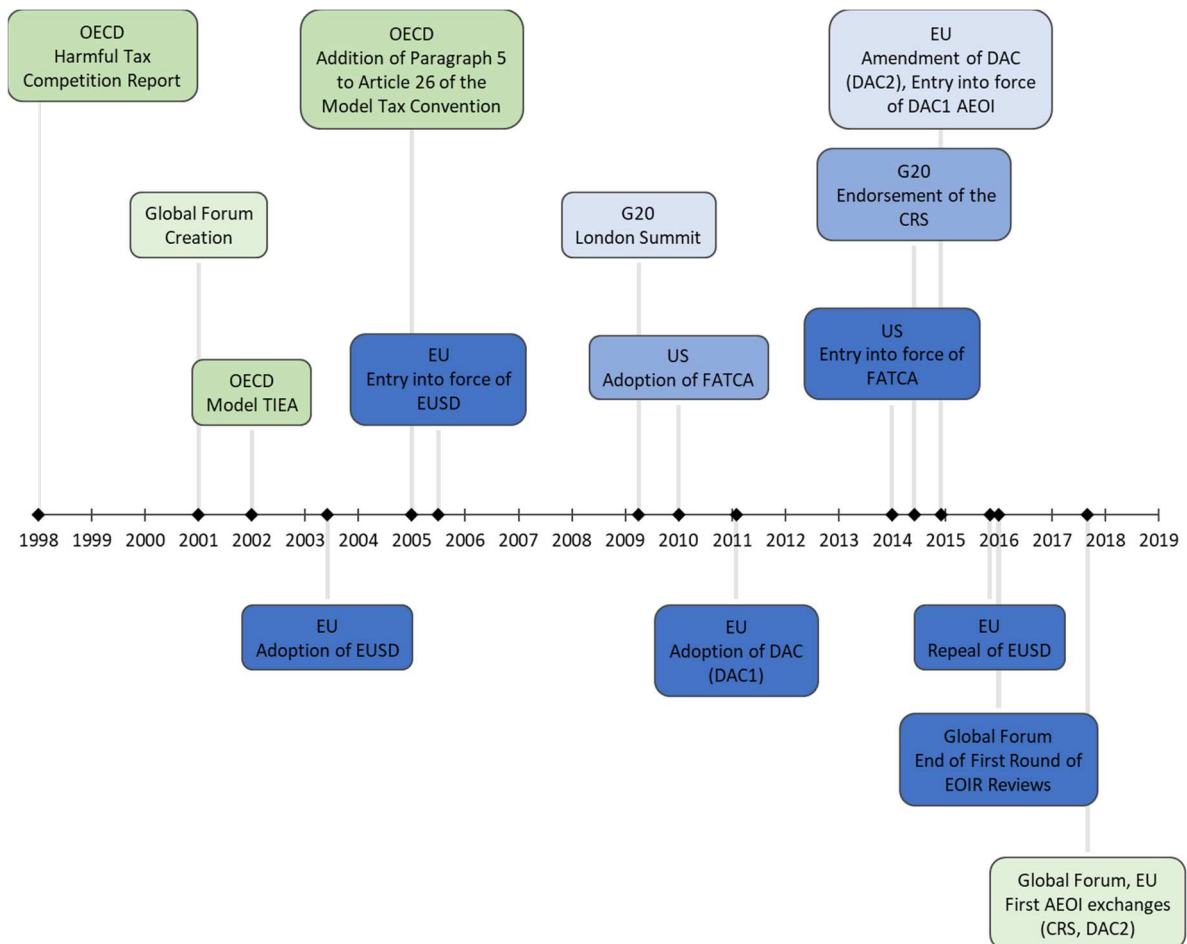 OECD
Harmful Tax
Competition Report
OECD
Addition of Paragraph 5
to Article 26 of the
Model Tax Convention
EU
Amendment of DAC
(DAC2), Entry into force
of DAC1 AEOI
G20
Endorsement of the
CRS
Global Forum
Creation
G20
London Summit
US
Entry into force of
FATCA
EU
Entry into force of
EUSD
US
Adoption of FATCA
OECD
Model TIEA
1998 1999 2000 2001 2002 2003 2004 2005 2006 2007 2008 2009 2010 2011 2012 2013 2014 2015 2016 2017 2018 2019
EU
Adoption of EUSD
EU
Adoption of DAC
(DAC1)
EU
Repeal of EUSD
Global Forum
End of First Round of
EOIR Reviews
Global Forum, EU
First AEOI exchanges
(CRS, DAC2)